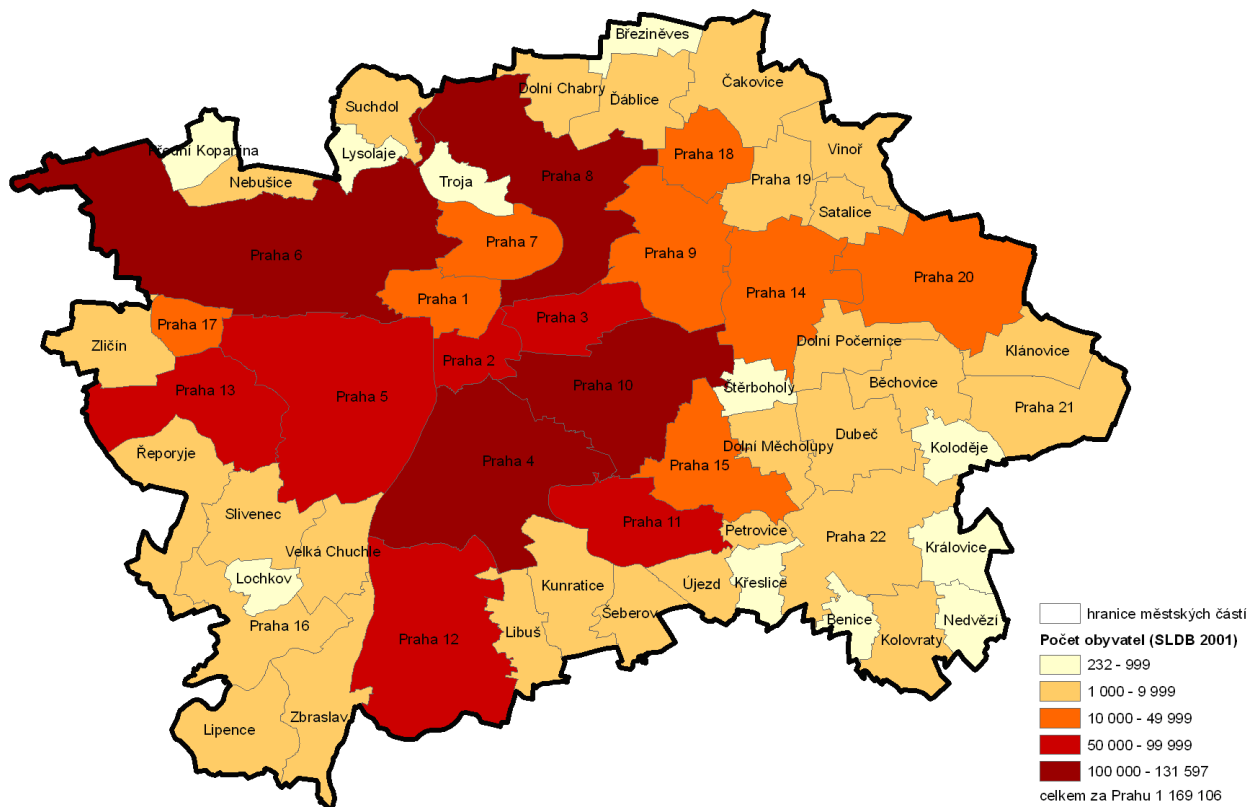 Březiněves
Dolní Chabry
Ďáblice
Čakovice
Suchdol
Přední Kopanina
Lysolaje
Nebušice
Troja
Praha 8
Praha 18
Vinoř
Praha 19
Satalice
Praha 6
Praha 7
Praha 9
Praha 20
Praha 14
Praha 1
Praha 3
Praha 17
Zličín
Praha 2
Dolní Počernice
Klánovice
Praha 13
Praha 5
Praha 10
Štěrboholy
Běchovice
Praha 21
Řeporyje
Praha 4
Praha 15
Dolní Měcholupy
Dubeč
Koloděje
Slivenec
Praha 11
Petrovice
Praha 22
Velká Chuchle
Královice
Lochkov
Kunratice
Újezd
Křeslice
Praha 16
Praha 12
Libuš
Šeberov
Benice
Kolovraty
Nedvězí
Lipence
Zbraslav
hranice městských částí
Počet obyvatel (SLDB 2001)
232 - 999
1 000 - 9 999
10 000 - 49 999
50 000 - 99 999
100 000 - 131 597
celkem za Prahu 1 169 106